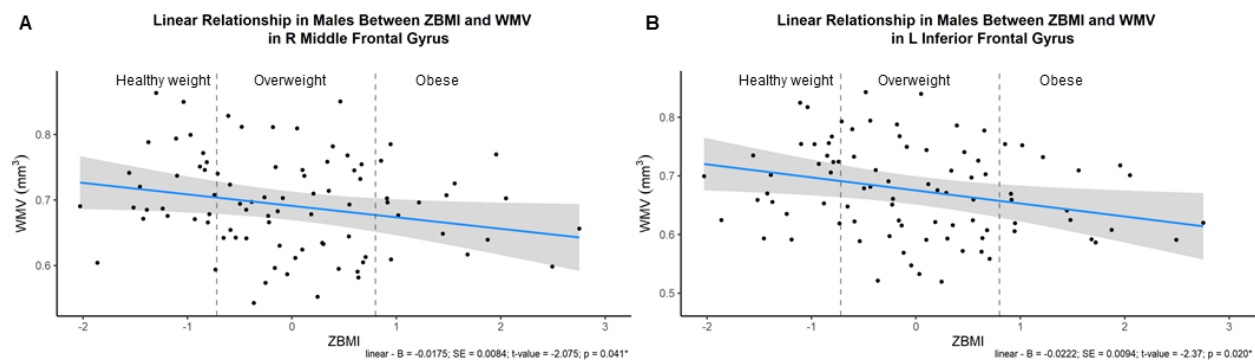 A
Linear Relationship in Males Between ZBMI and WMV
in R Middle Frontal Gyrus
Healthy weight
Overweight
Obese
WMV (mm³)
0.8
0.7
0.6
-2
-1
0
1
2
3
ZBMI
linear - B = -0.0175; SE = 0.0084; t-value = -2.075; p = 0.041*
B
Linear Relationship in Males Between ZBMI and WMV
in L Inferior Frontal Gyrus
Healthy weight
Overweight
Obese
WMV (mm³)
0.8
0.7
0.6
0.5
-2
-1
0
1
2
3
ZBMI
linear - B = -0.0222; SE = 0.0094; t-value = -2.37; p = 0.020*